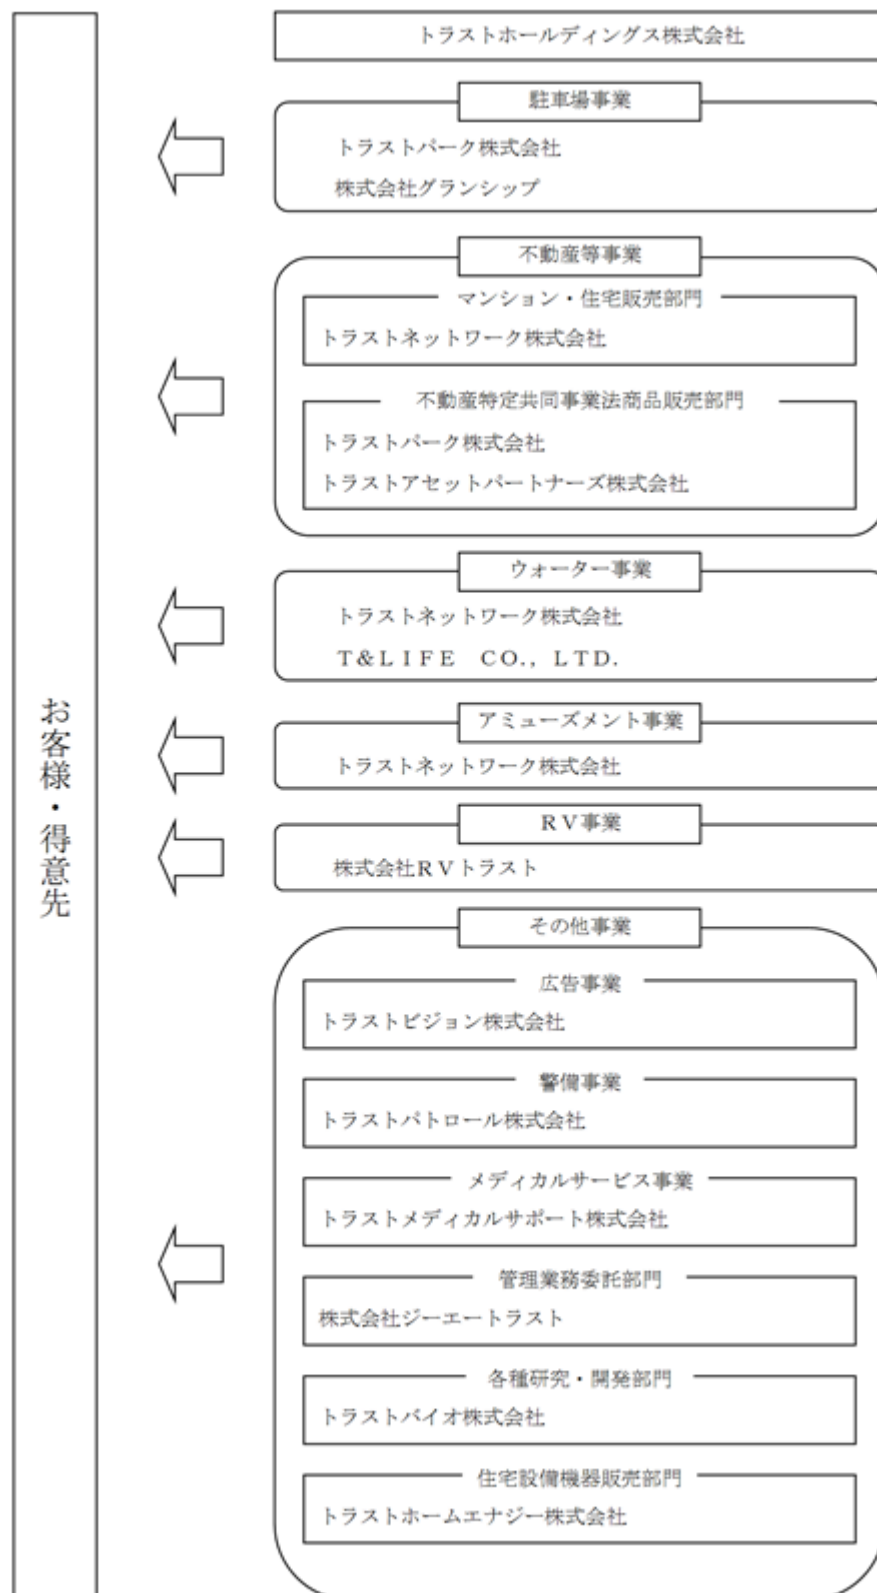 トラストホールディングス株式会社
駐車場事業
トラストパーク株式会社
株式会社グランシップ
不動産等事業
マンション・住宅販売部門
トラストネットワーク株式会社
不動産特定共同事業法商品販売部門
トラストパーク株式会社
トラストアセットパートナーズ株式会社
ウォーター事業
トラストネットワーク株式会社
Ｔ&ＬＩＦＥ　ＣＯ.，ＬＴＤ.
アミューズメント事業
トラストネットワーク株式会社
ＲＶ事業
株式会社ＲＶトラスト
その他事業
広告事業
トラストビジョン株式会社
警備事業
トラストパトロール株式会社
メディカルサービス事業
トラストメディカルサポート株式会社
管理業務委託部門
株式会社ジーエートラスト
各種研究・開発部門
トラストバイオ株式会社
住宅設備機器販売部門
トラストホームエナジー株式会社
お客様・得意先